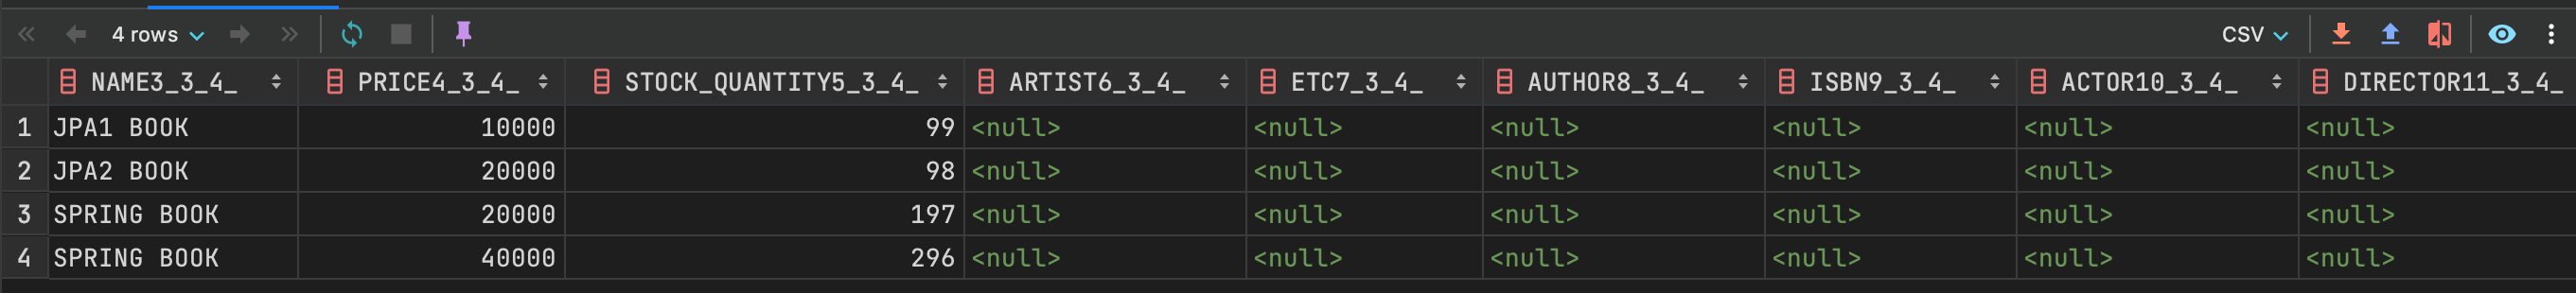 4 rows CSV
NAME3_3_4_ PRICE4_3_4_ STOCK_QUANTITY5_3_4_ ARTIST6_3_4_ ETC7_3_4_ AUTHOR8_3_4_ ISBN9_3_4_ ACTOR10_3_4_ DIRECTOR11_3_4_
1 JPA1 BOOK 10000 99 <null> <null> <null> <null> <null> <null>
2 JPA2 BOOK 20000 98 <null> <null> <null> <null> <null> <null>
3 SPRING BOOK 20000 197 <null> <null> <null> <null> <null> <null>
4 SPRING BOOK 40000 296 <null> <null> <null> <null> <null> <null>